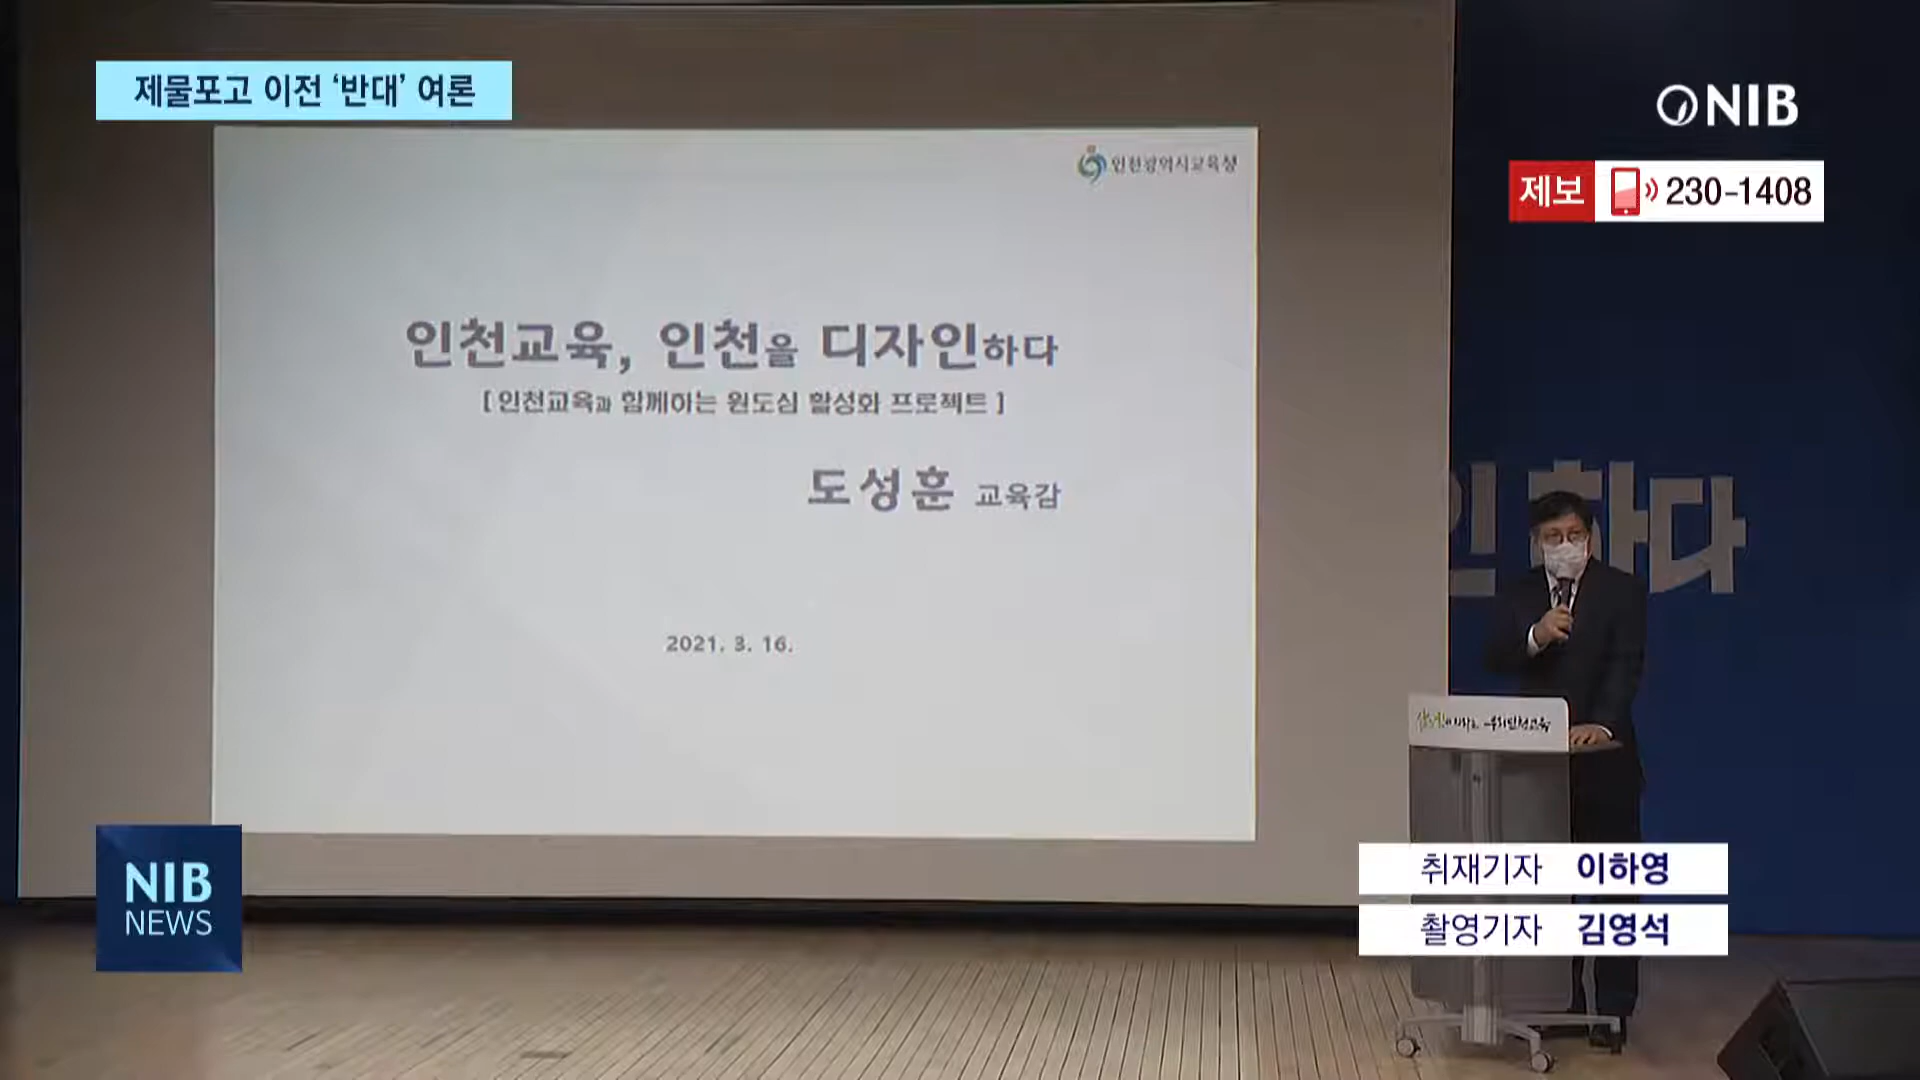 제물포고 이전 ‘반대’ 여론
NIB
제보 230-1408
인천광역시교육청
인천교육, 인천을 디자인하다
[ 인천교육과 함께하는 원도심 활성화 프로젝트 ]
도성훈 교육감
2021. 3. 16.
인 하다
NIB
NEWS
취재기자 이하영
촬영기자 김영석